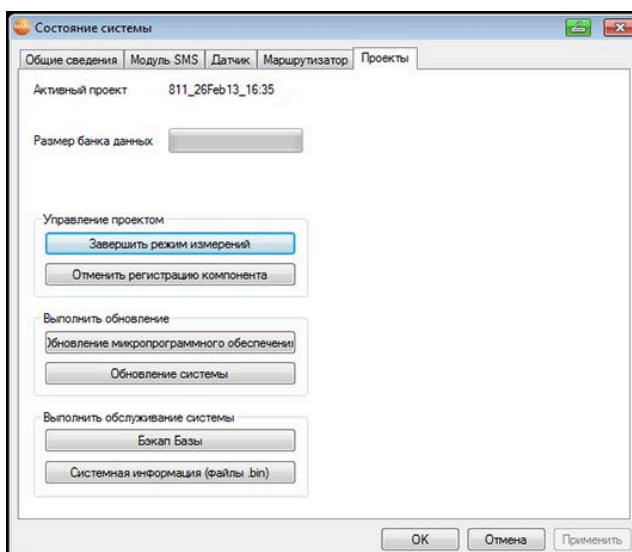 Состояние системы
Общие сведения Модуль SMS Датчик Маршрутизатор Проекты
Активный проект 811_26Feb13_16:35
Размер банка данных
Управление проектом
Завершить режим измерений
Отменить регистрацию компонента
Выполнить обновление
Обновление микропрограммного обеспечения
Обновление системы
Выполнить обслуживание системы
Бэкап Базы
Системная информация (файлы .bin)
OK Отмена Применить